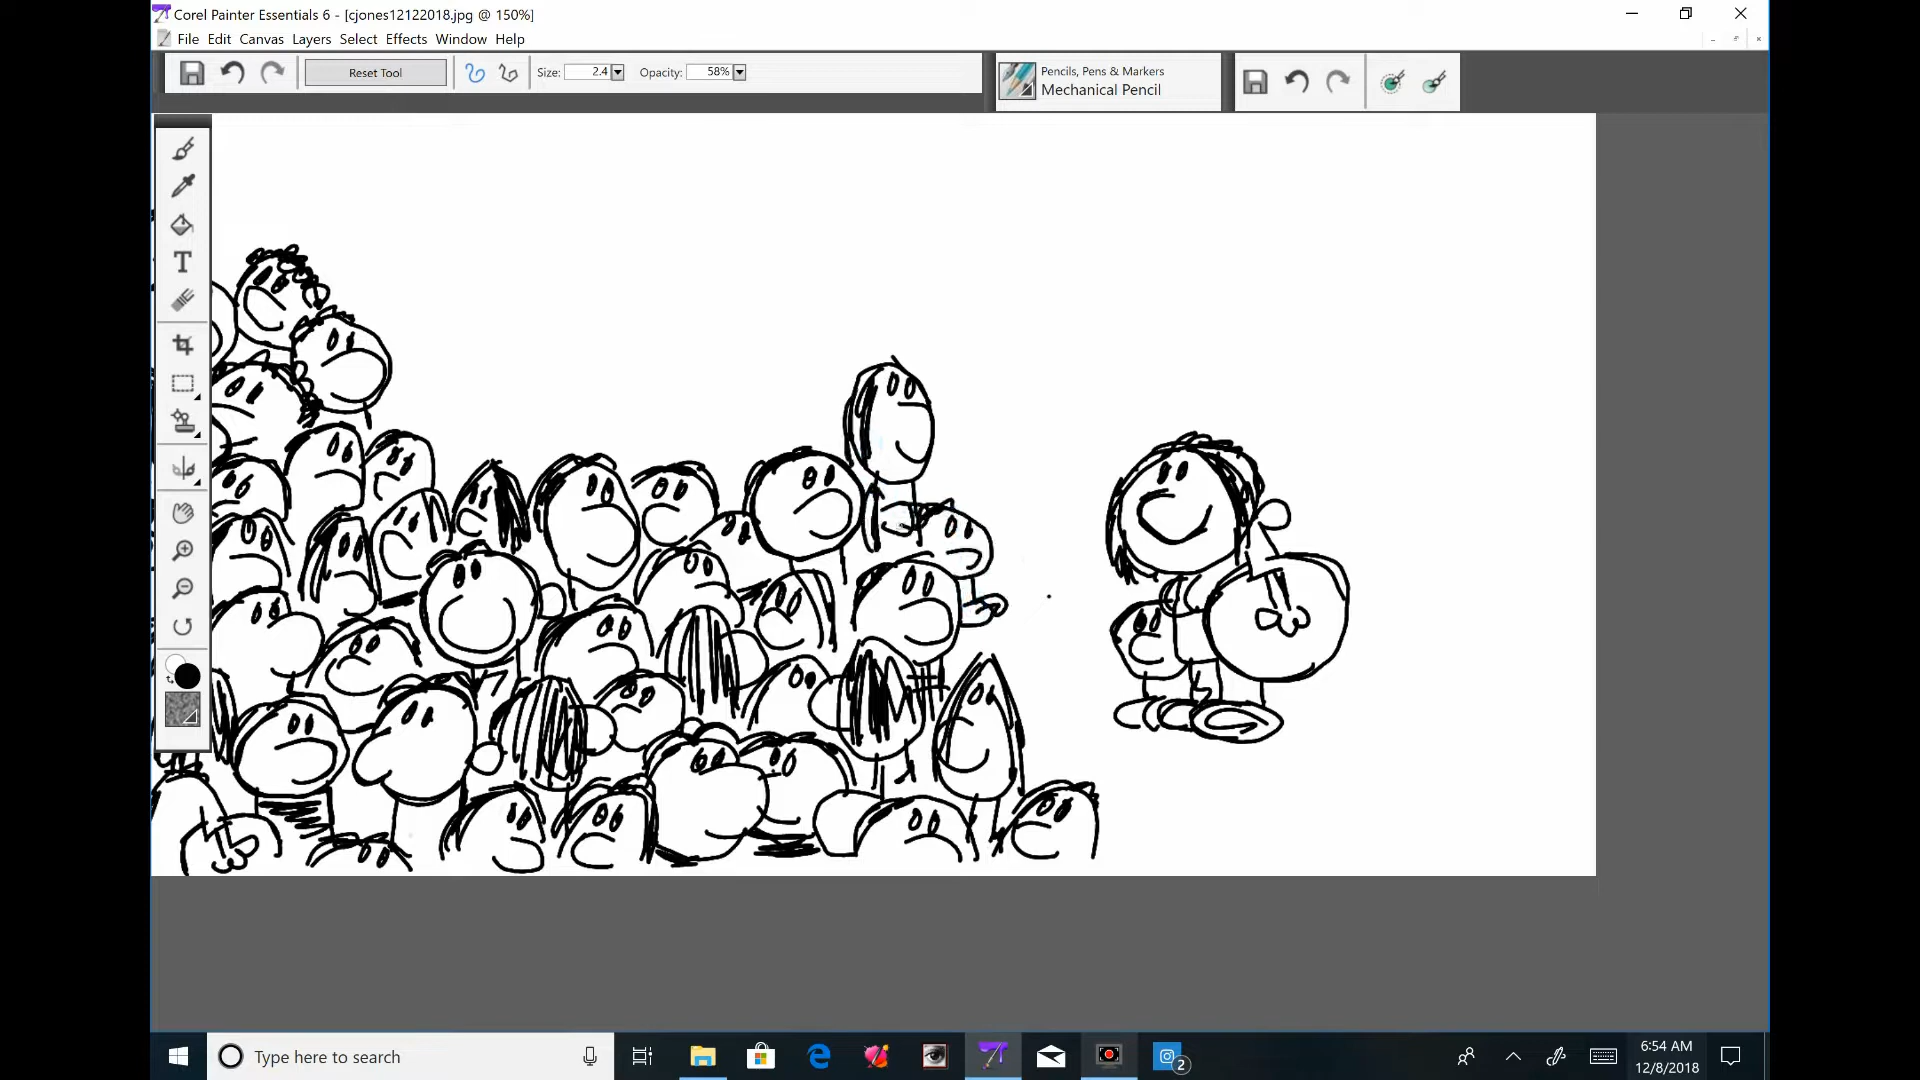 Corel Painter Essentials 6 - [cjones12122018.jpg @ 150%]
File Edit Canvas Layers Select Effects Window Help
Reset Tool Size: 2.4 Opacity: 58%
Pencils, Pens & Markers
Mechanical Pencil
T
Type here to search
2
6:54 AM
12/8/2018